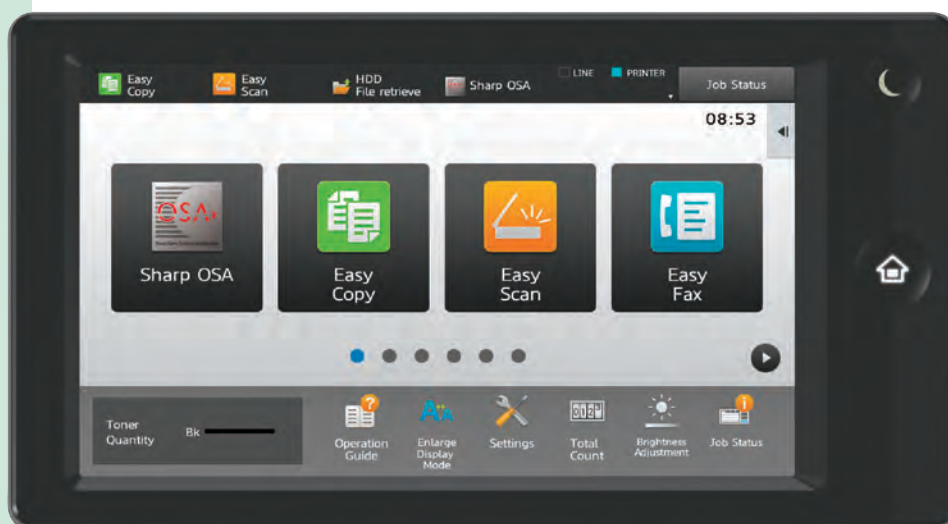 Easy
Copy
Easy
Scan
HDD
File retrieve
Sharp OSA
LINE
PRINTER
Job Status
08:53
OSA
Sharp OSA
Easy
Copy
Easy
Scan
Easy
Fax
Toner
Quantity
Bk
Operation
Guide
Enlarge
Display
Mode
Settings
Total
Count
Brightness
Adjustment
Job Status